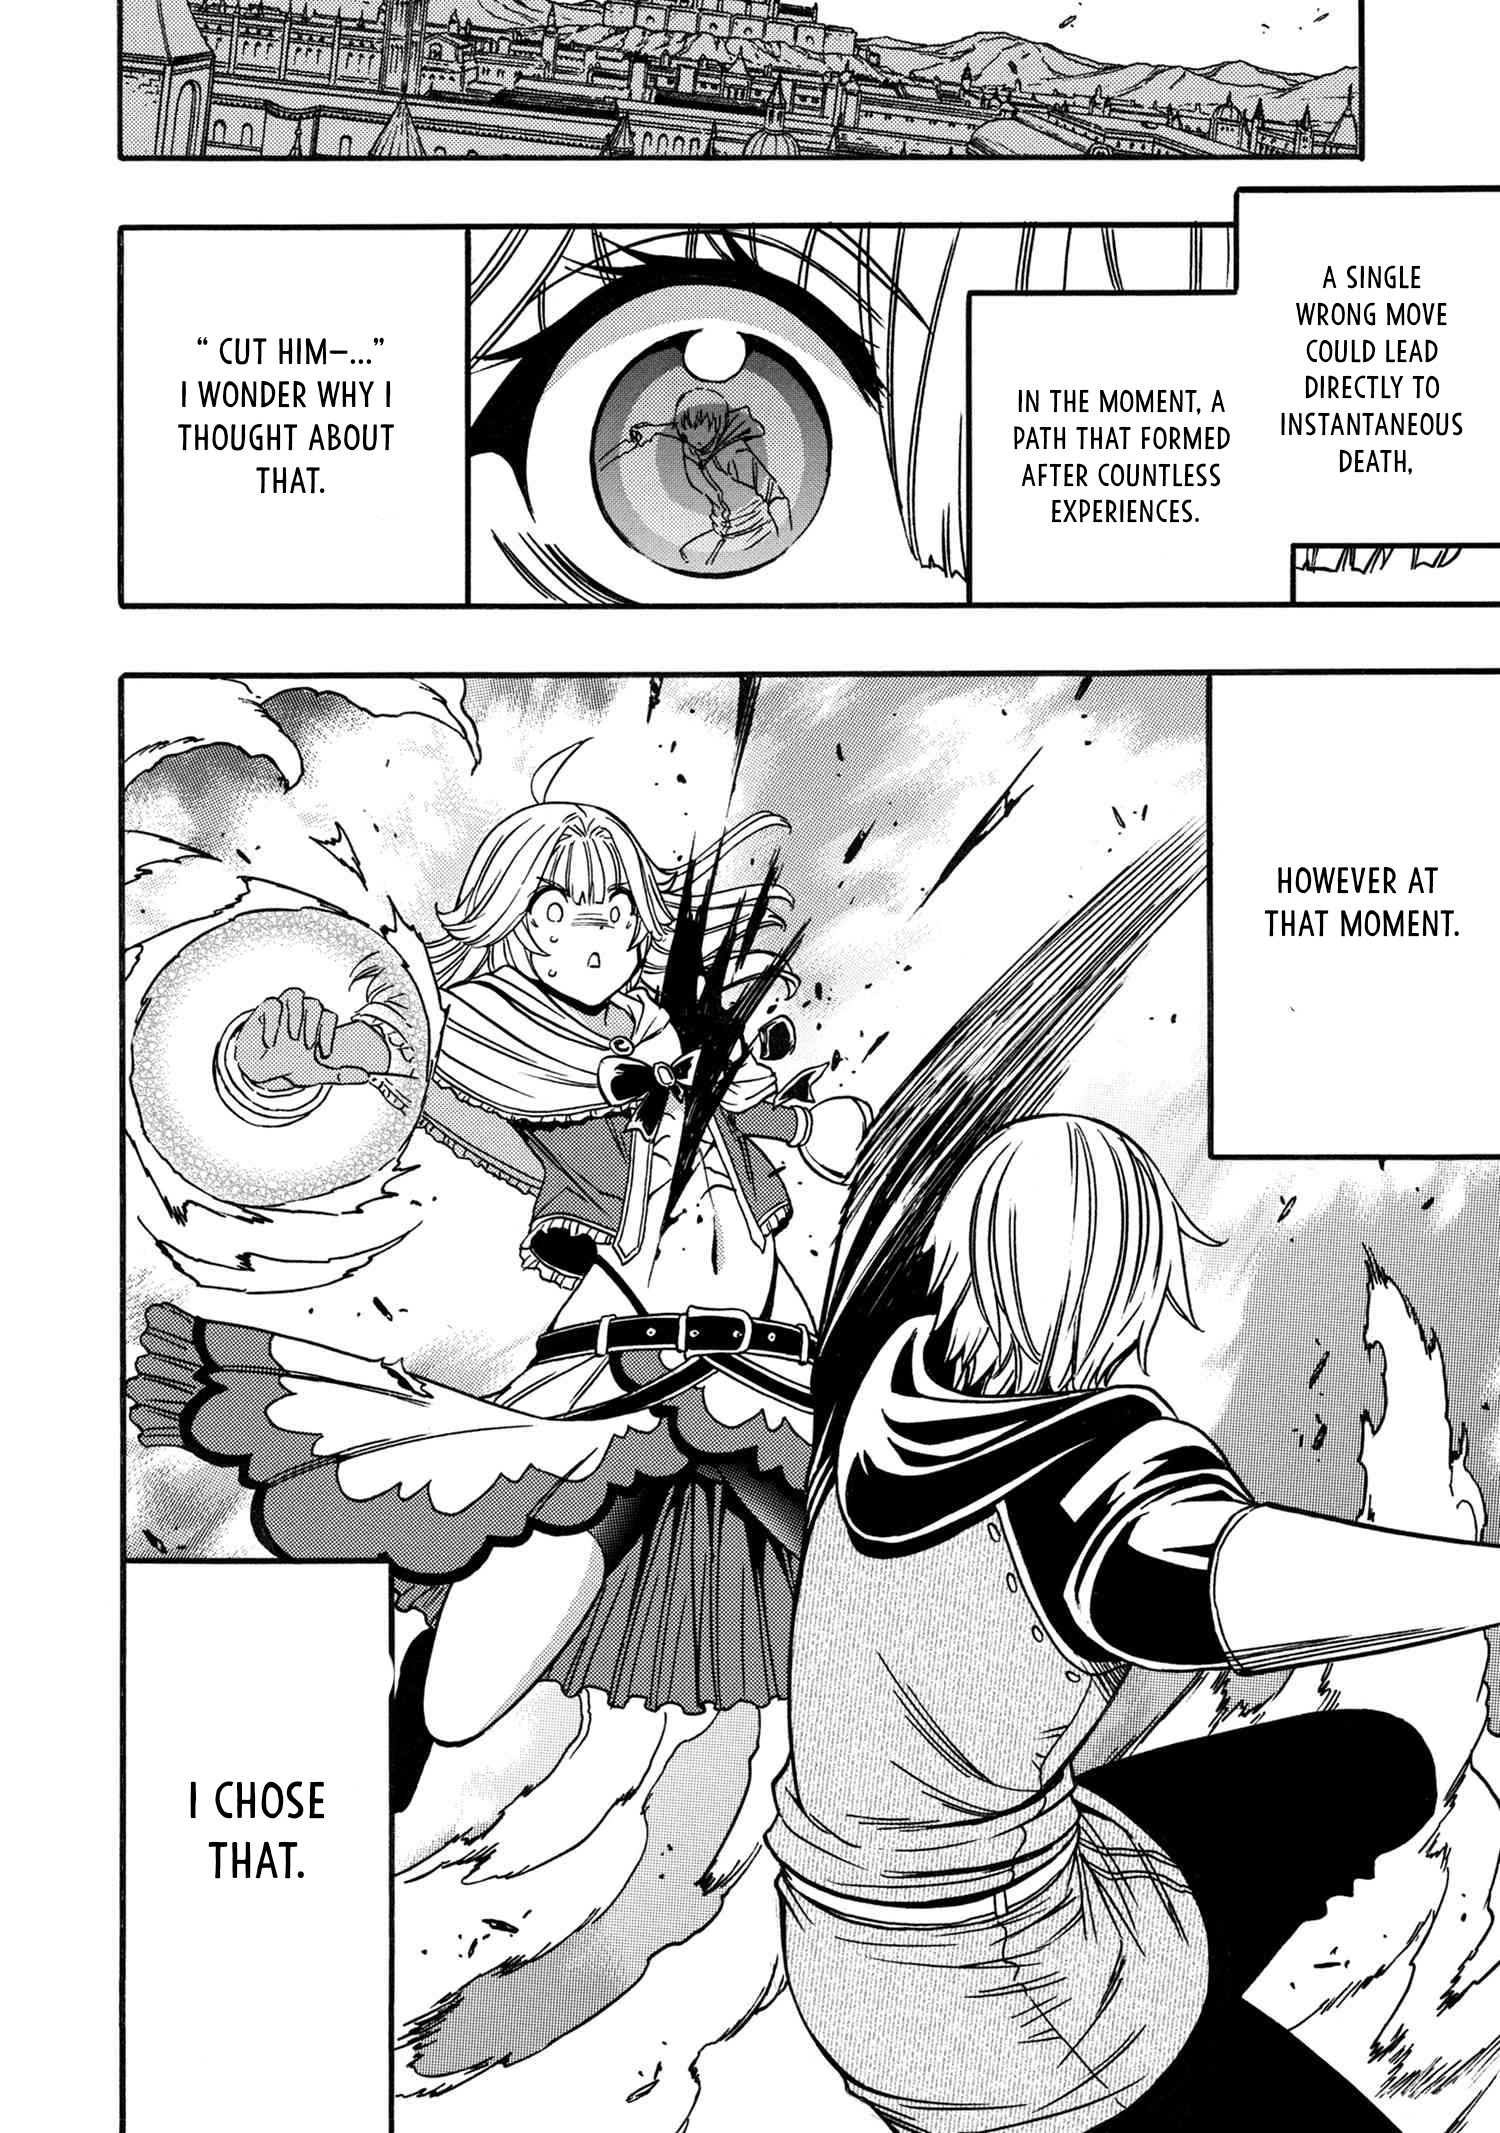 A SINGLE
WRONG MOVE
COULD LEAD
DIRECTLY TO
INSTANTANEOUS
DEATH,
IN THE MOMENT, A
PATH THAT FORMED
AFTER COUNTLESS
EXPERIENCES.
“ CUT HIM–...”
I WONDER WHY I
THOUGHT ABOUT
THAT.
HOWEVER AT
THAT MOMENT.
I CHOSE
THAT.